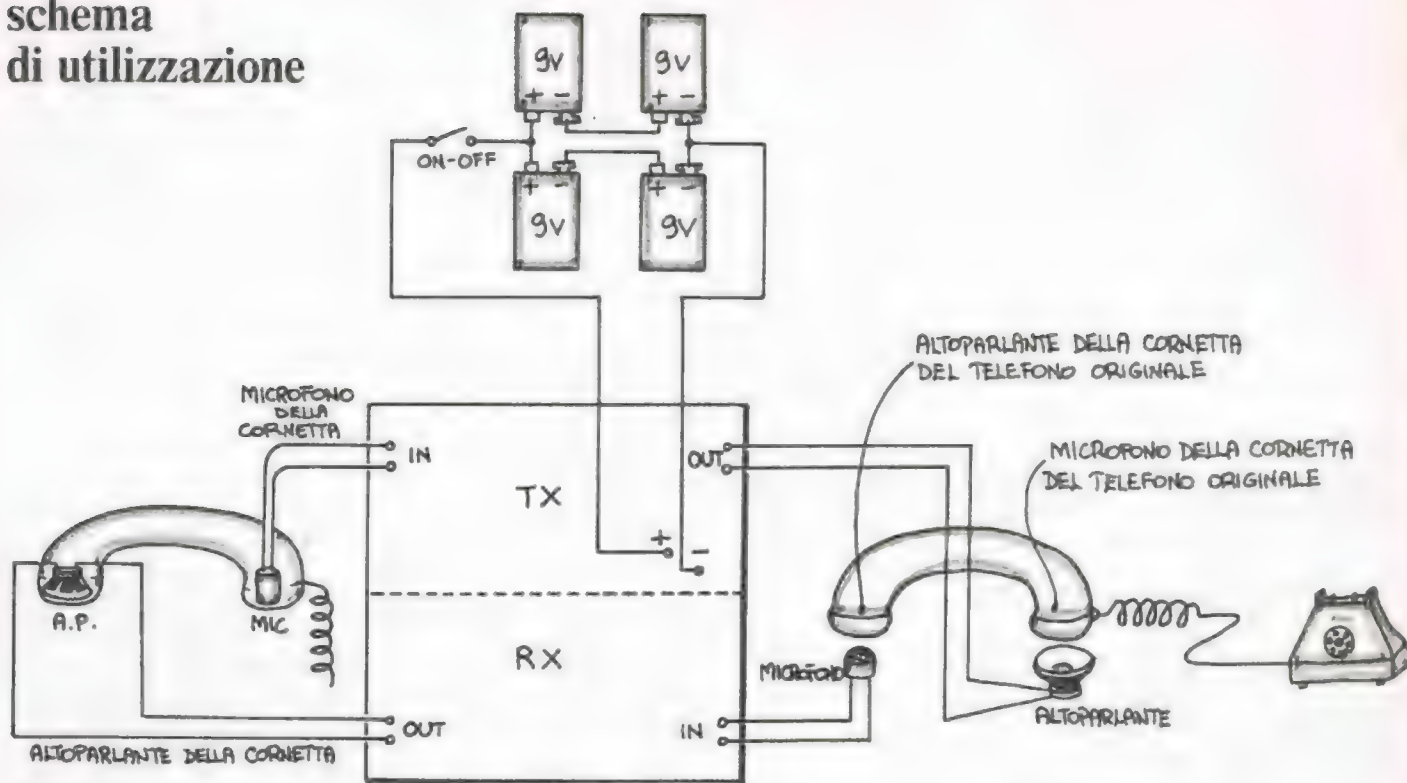 schema
di utilizzazione
9V
9V
+ -
+ -
ON-OFF
+ -
+ -
9V
9V
ALTOPARLANTE DELLA CORNETTA
DEL TELEFONO ORIGINALE
MICROFONO
DELLA
CORNETTA
IN
OUT
MICROFONO DELLA CORNETTA
DEL TELEFONO ORIGINALE
TX
+
-
A.P.
MIC
RX
MICROFONO
OUT
IN
ALTOPARLANTE
ALTOPARLANTE DELLA CORNETTA